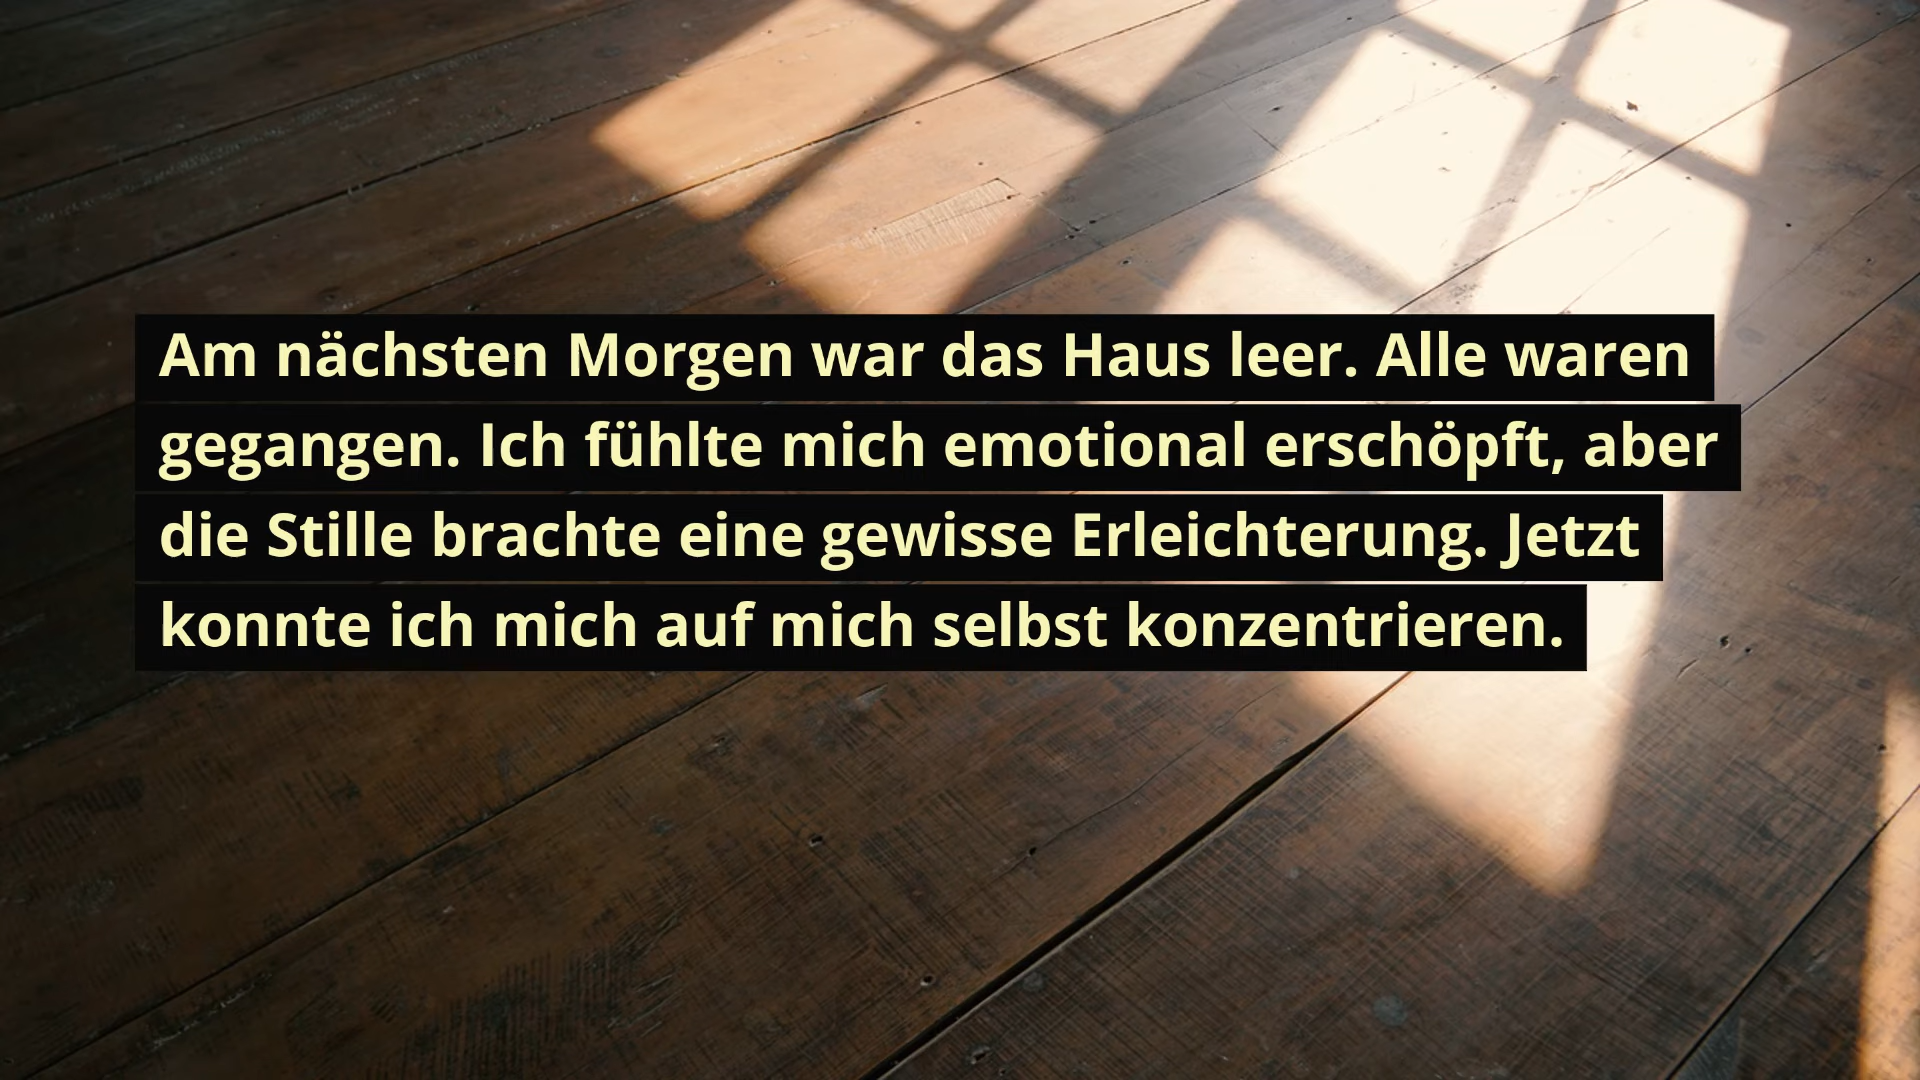 Am nächsten Morgen war das Haus leer. Alle waren
gegangen. Ich fühlte mich emotional erschöpft, aber
die Stille brachte eine gewisse Erleichterung. Jetzt
konnte ich mich auf mich selbst konzentrieren.